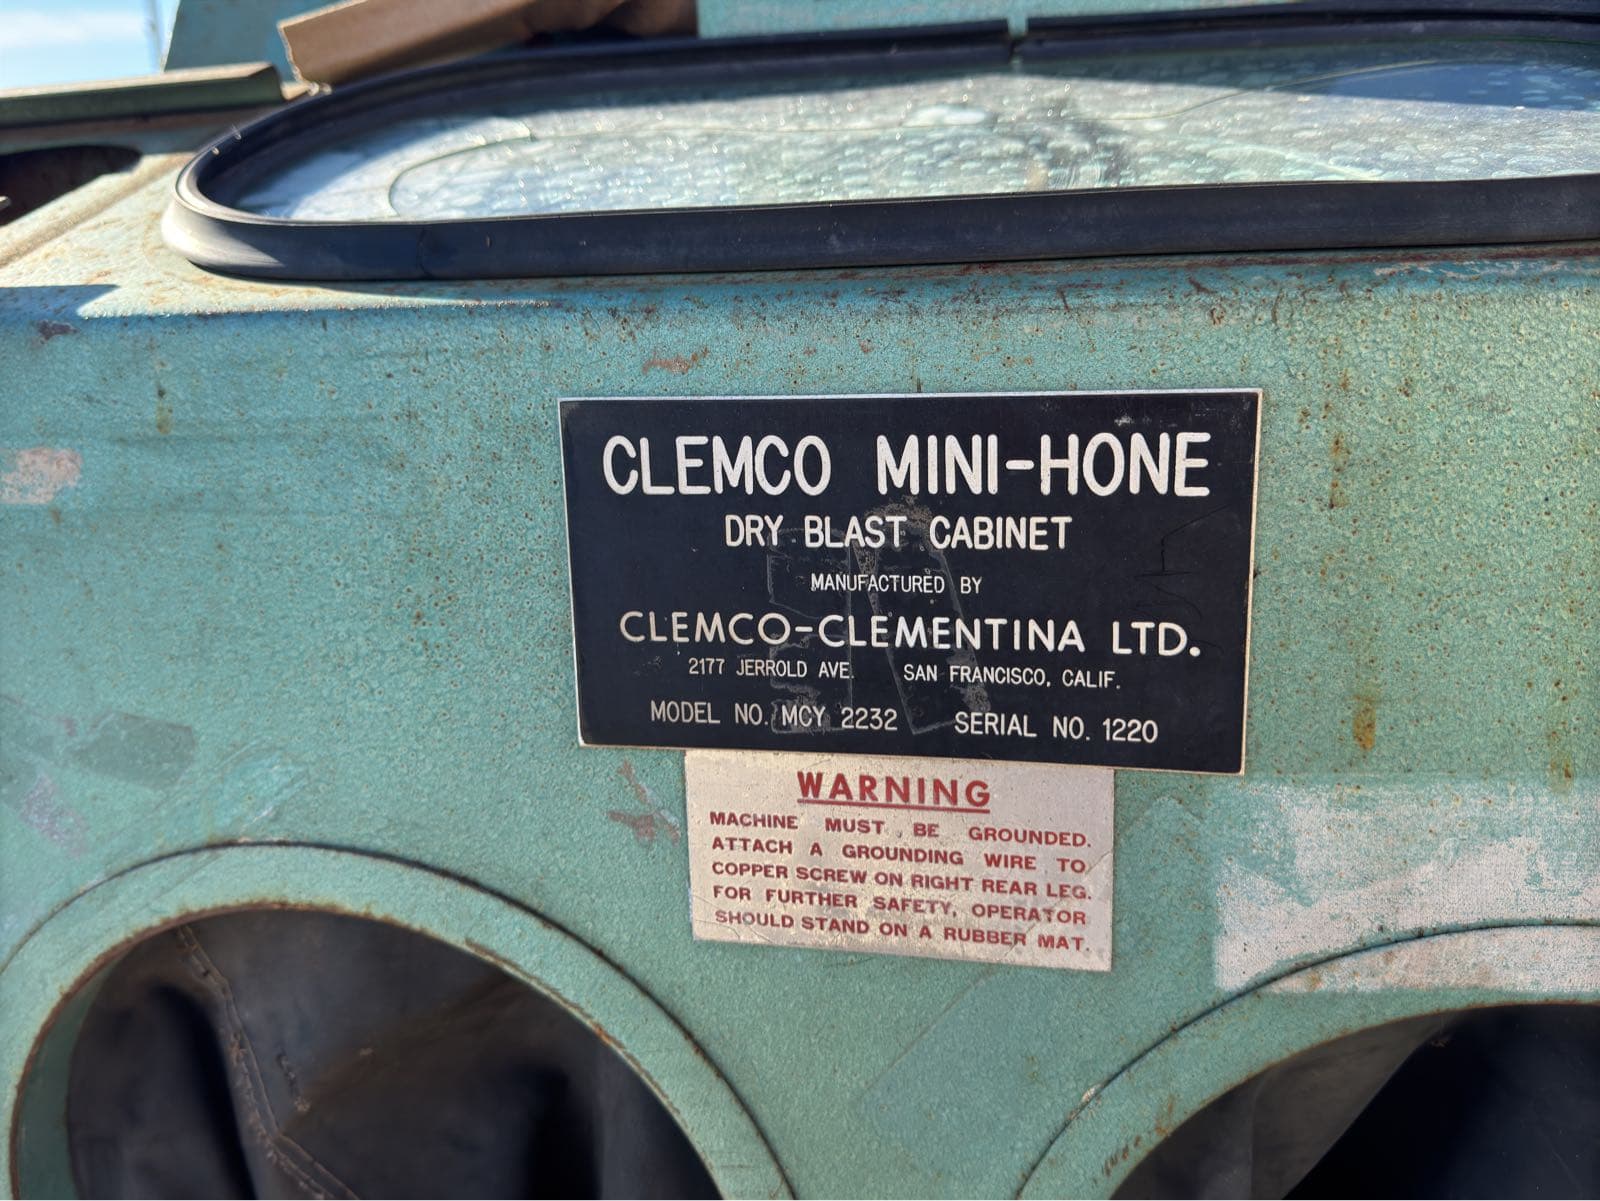 CLEMCO MINI-HONE
DRY BLAST CABINET
MANUFACTURED BY
CLEMCO-CLEMENTINA LTD.
2177 JERROLD AVE. SAN FRANCISCO, CALIF.
MODEL NO. MCY 2232 SERIAL NO. 1220
WARNING
MACHINE MUST BE GROUNDED.
ATTACH A GROUNDING WIRE TO
COPPER SCREW ON RIGHT REAR LEG.
FOR FURTHER SAFETY, OPERATOR
SHOULD STAND ON A RUBBER MAT.